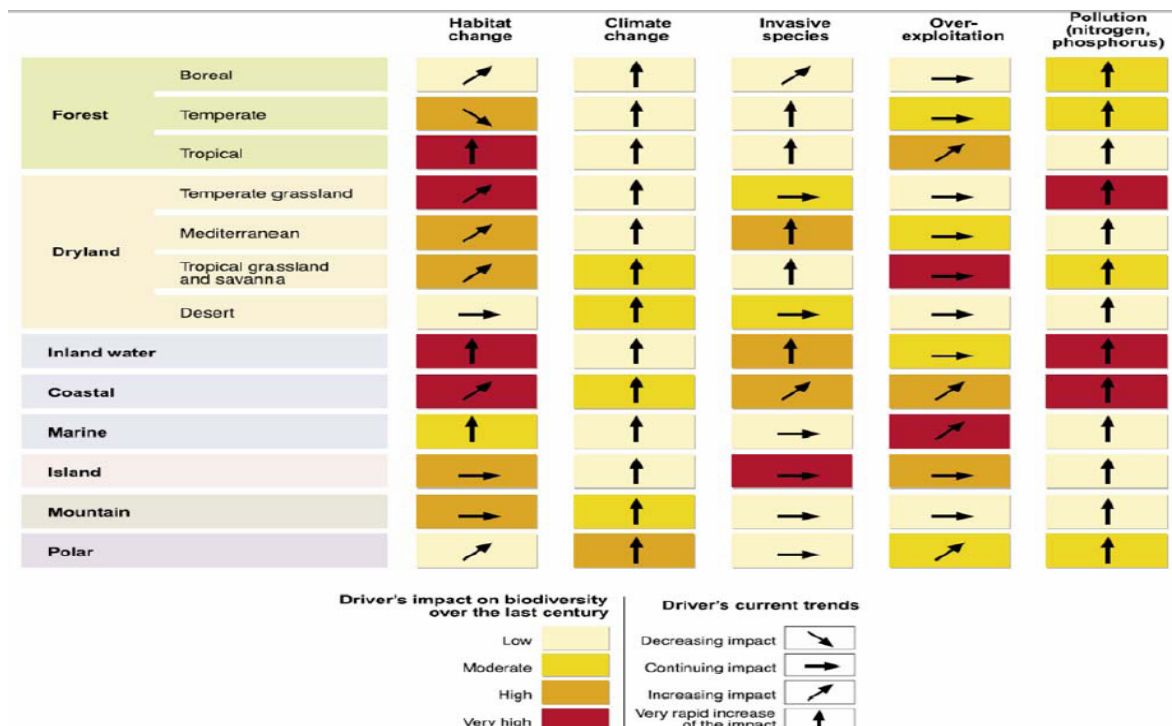 Habitat
change
Climate
change
Invasive
species
Over-
exploitation
Pollution
(nitrogen,
phosphorus)
Forest
Boreal
Temperate
Tropical
Dryland
Temperate grassland
Mediterranean
Tropical grassland
and savanna
Desert
Inland water
Coastal
Marine
Island
Mountain
Polar
Driver's impact on biodiversity
over the last century
Low
Moderate
High
Very high
Driver's current trends
Decreasing impact
Continuing impact
Increasing impact
Very rapid increase
of the impact